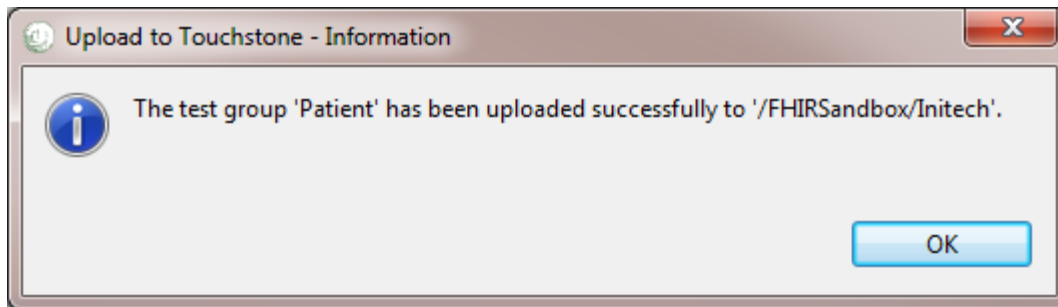 Upload to Touchstone - Information
The test group 'Patient' has been uploaded successfully to '/FHIRSandbox/Initech'.
OK